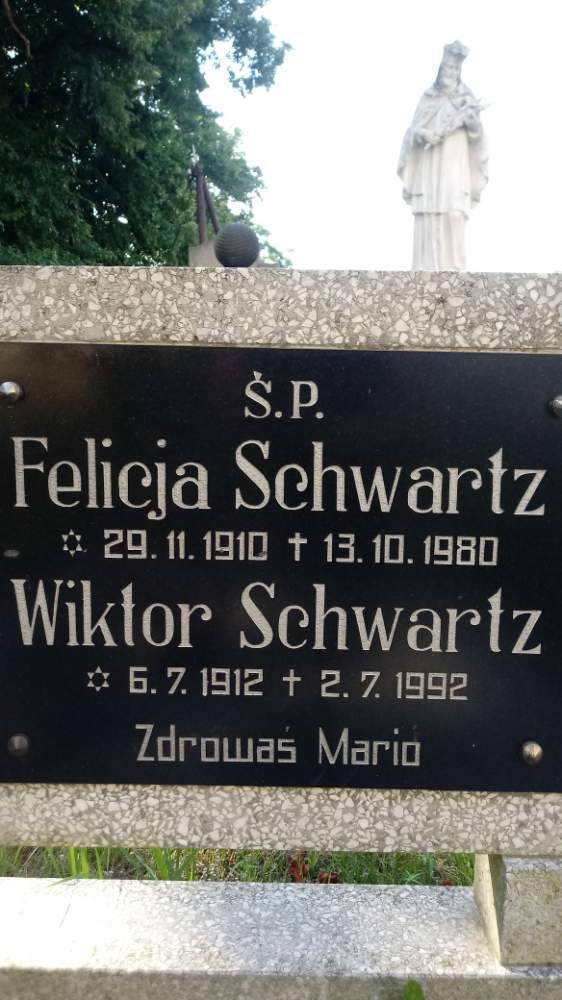 Ś.P.
Felicja Schwartz
✡ 29.11.1910 ✝ 13.10.1980
Wiktor Schwartz
✡ 6.7.1912 ✝ 2.7.1992
Zdrowaś Mario